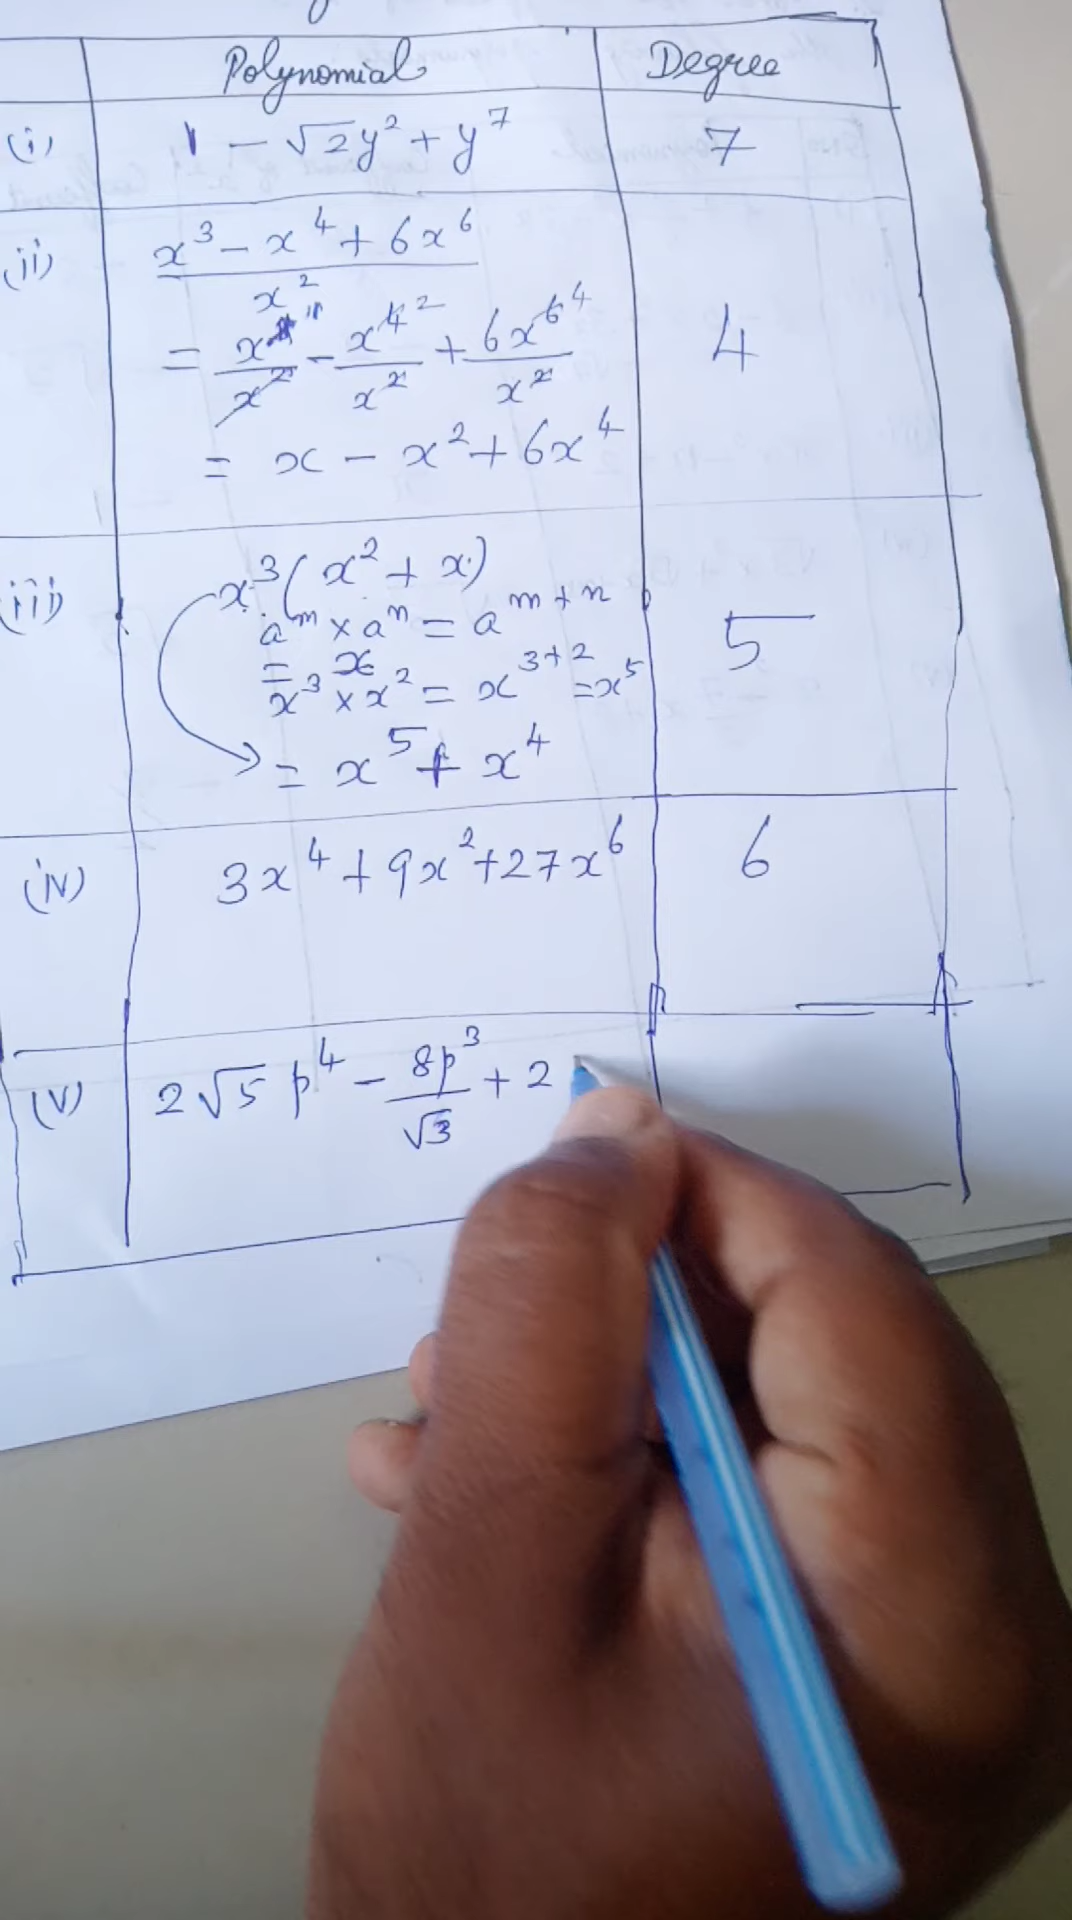 Polynomial Degree
(i) 1 - √2y² + y⁷ 7
(ii) x³ - x⁴ + 6x⁶
x²
= x³/x² - x⁴/x² + 6x⁶/x² 4
= x - x² + 6x⁴
(iii) x³(x² + x)
aᵐ × aⁿ = aᵐ⁺ⁿ 5
= x
x³ × x² = x³⁺² = x⁵
= x⁵ + x⁴
(iv) 3x⁴ + 9x² + 27x⁶ 6
(v) 2√5 p⁴ - 8p³/√3 + 2